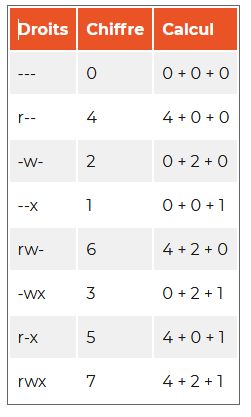 Droits Chiffre Calcul
--- 0 0 + 0 + 0
r-- 4 4 + 0 + 0
-w- 2 0 + 2 + 0
--x 1 0 + 0 + 1
rw- 6 4 + 2 + 0
-wx 3 0 + 2 + 1
r-x 5 4 + 0 + 1
rwx 7 4 + 2 + 1